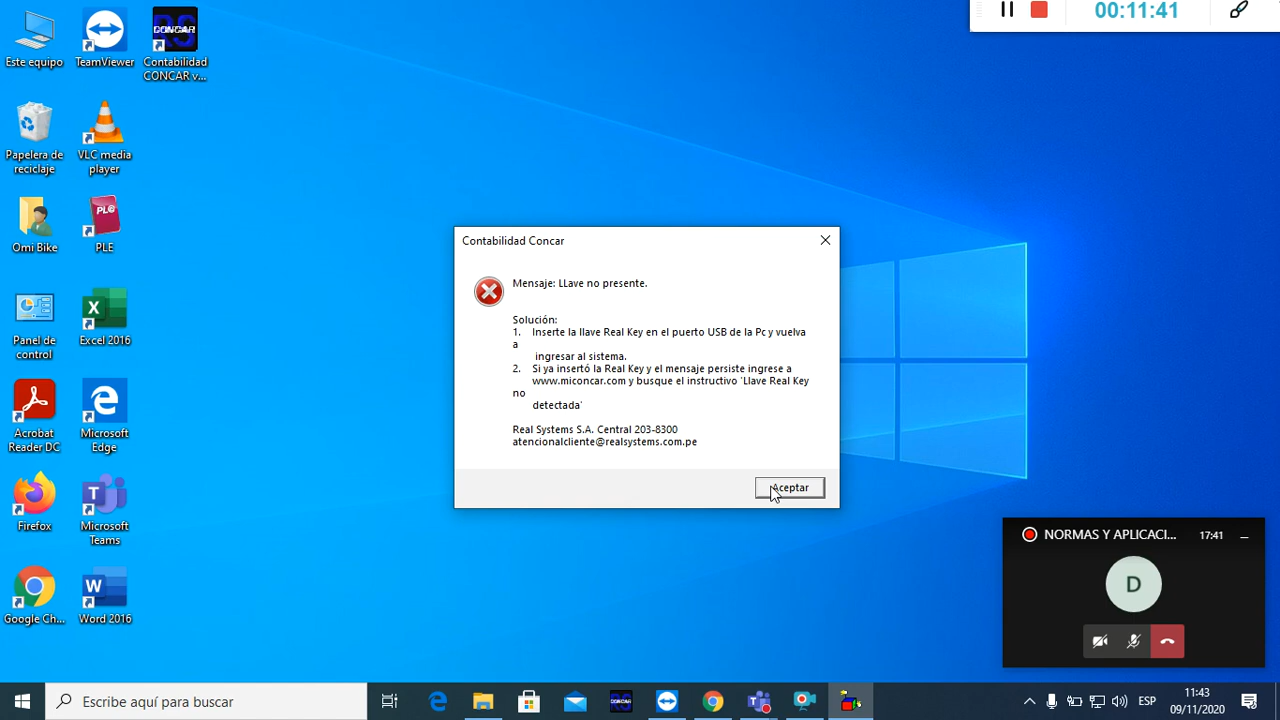 00:11:41
Este equipo
TeamViewer
CONCAR
Contabilidad
CONCAR v...
Papelera de
reciclaje
VLC media
player
Omi Bike
PLE
Panel de
control
Excel 2016
Acrobat
Reader DC
Microsoft
Edge
Firefox
Microsoft
Teams
Google Ch...
Word 2016
Contabilidad Concar
Mensaje: LLave no presente.
Solución:
1. Inserte la llave Real Key en el puerto USB de la Pc y vuelva
a
ingresar al sistema.
2. Si ya insertó la Real Key y el mensaje persiste ingrese a
www.miconcar.com y busque el instructivo 'Llave Real Key
no
detectada'
Real Systems S.A. Central 203-8300
atencionalcliente@realsystems.com.pe
Aceptar
NORMAS Y APLICACI... 17:41
D
Escribe aquí para buscar
ESP
11:43
09/11/2020